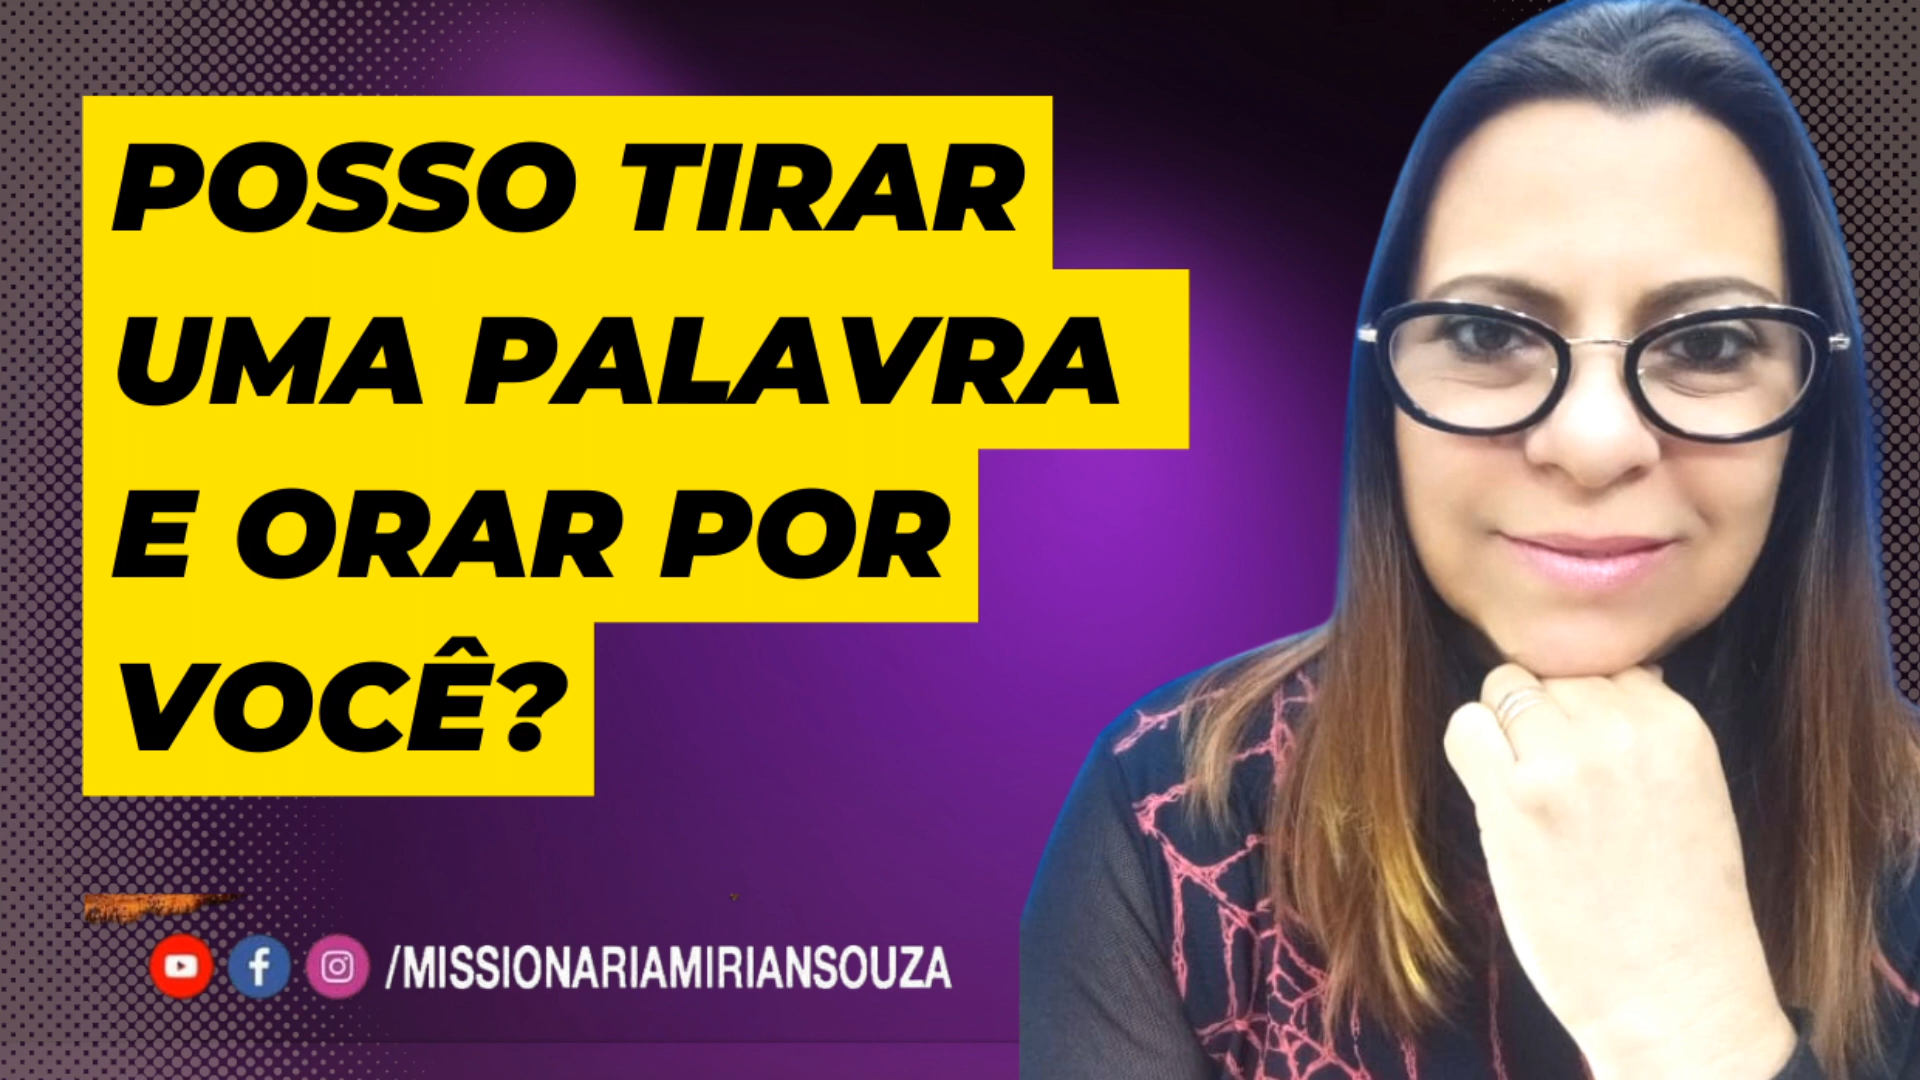 POSSO TIRAR
UMA PALAVRA
E ORAR POR
VOCÊ?
/MISSIONARIAMIRIANSOUZA